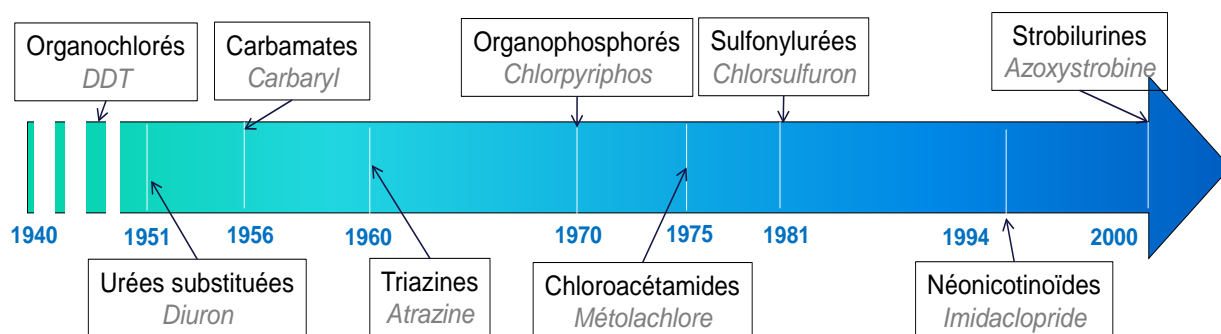 Organochlorés
DDT
Carbamates
Carbaryl
Organophosphorés
Chlorpyriphos
Sulfonylurées
Chlorsulfuron
Strobilurines
Azoxystrobine
1940
1951
1956
1960
1970
1975
1981
1994
2000
Urées substituées
Diuron
Triazines
Atrazine
Chloroacétamides
Métolachlore
Néonicotinoïdes
Imidaclopride